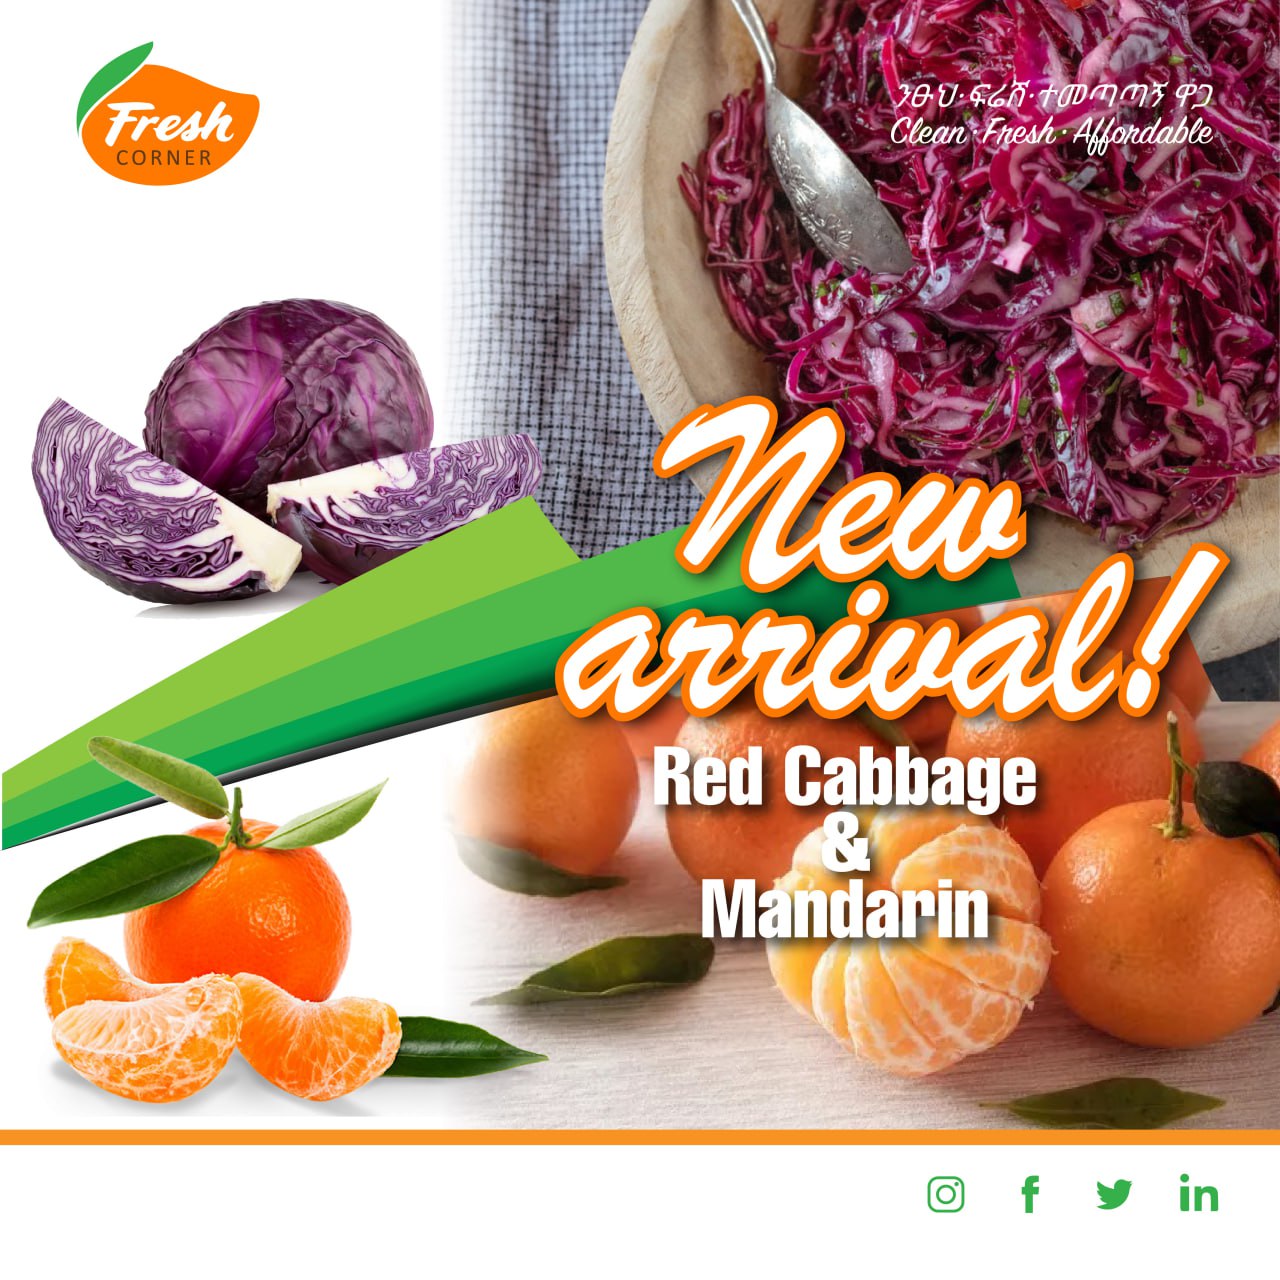 Fresh
CORNER
ንፁህ·ፍሬሽ·ተመጣጣኝ ዋጋ
Clean · Fresh · Affordable
New
arrival!
Red Cabbage
&
Mandarin